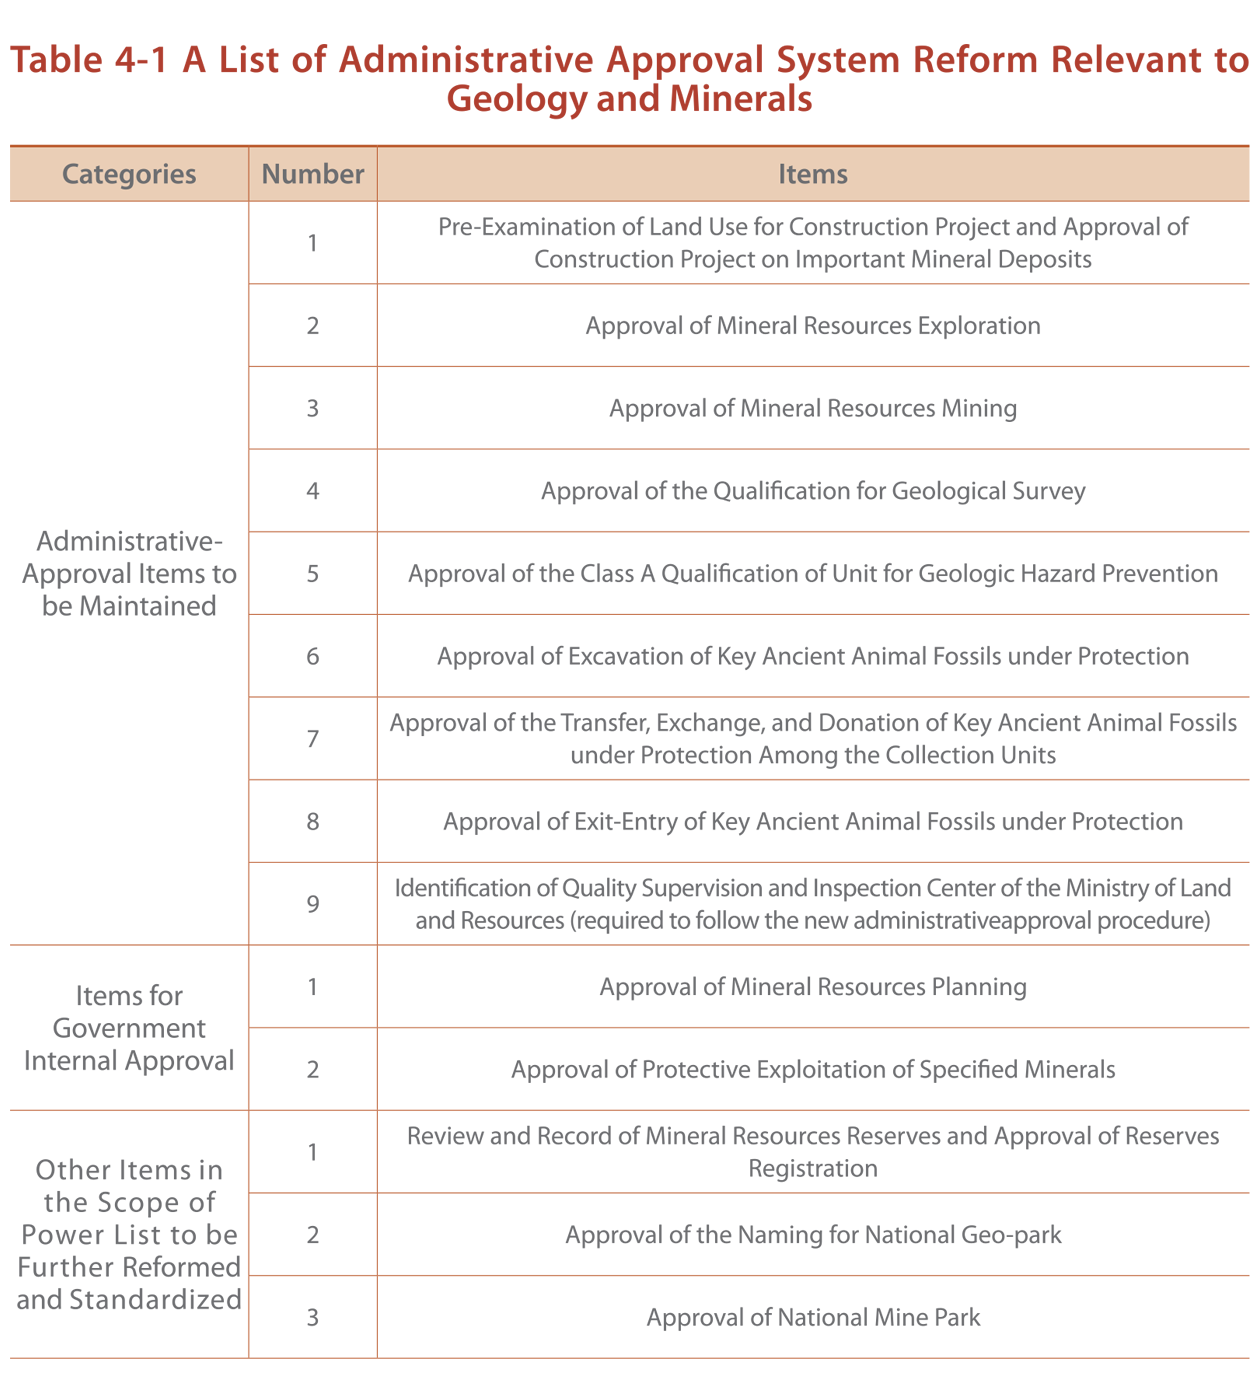 Table 4-1 A List of Administrative Approval System Reform Relevant to
Geology and Minerals
Categories
Number
Items
Administrative-
Approval Items to
be Maintained
1
Pre-Examination of Land Use for Construction Project and Approval of
Construction Project on Important Mineral Deposits
2
Approval of Mineral Resources Exploration
3
Approval of Mineral Resources Mining
4
Approval of the Qualification for Geological Survey
5
Approval of the Class A Qualification of Unit for Geologic Hazard Prevention
6
Approval of Excavation of Key Ancient Animal Fossils under Protection
7
Approval of the Transfer, Exchange, and Donation of Key Ancient Animal Fossils
under Protection Among the Collection Units
8
Approval of Exit-Entry of Key Ancient Animal Fossils under Protection
9
Identification of Quality Supervision and Inspection Center of the Ministry of Land
and Resources (required to follow the new administrativeapproval procedure)
Items for
Government
Internal Approval
1
Approval of Mineral Resources Planning
2
Approval of Protective Exploitation of Specified Minerals
Other Items in
the Scope of
Power List to be
Further Reformed
and Standardized
1
Review and Record of Mineral Resources Reserves and Approval of Reserves
Registration
2
Approval of the Naming for National Geo-park
3
Approval of National Mine Park